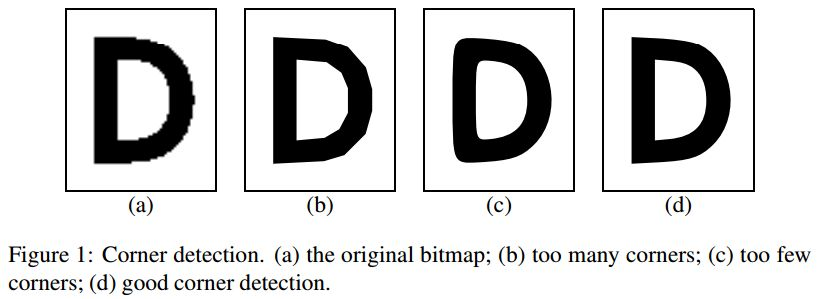 D D D D
(a) (b) (c) (d)
Figure 1: Corner detection. (a) the original bitmap; (b) too many corners; (c) too few
corners; (d) good corner detection.